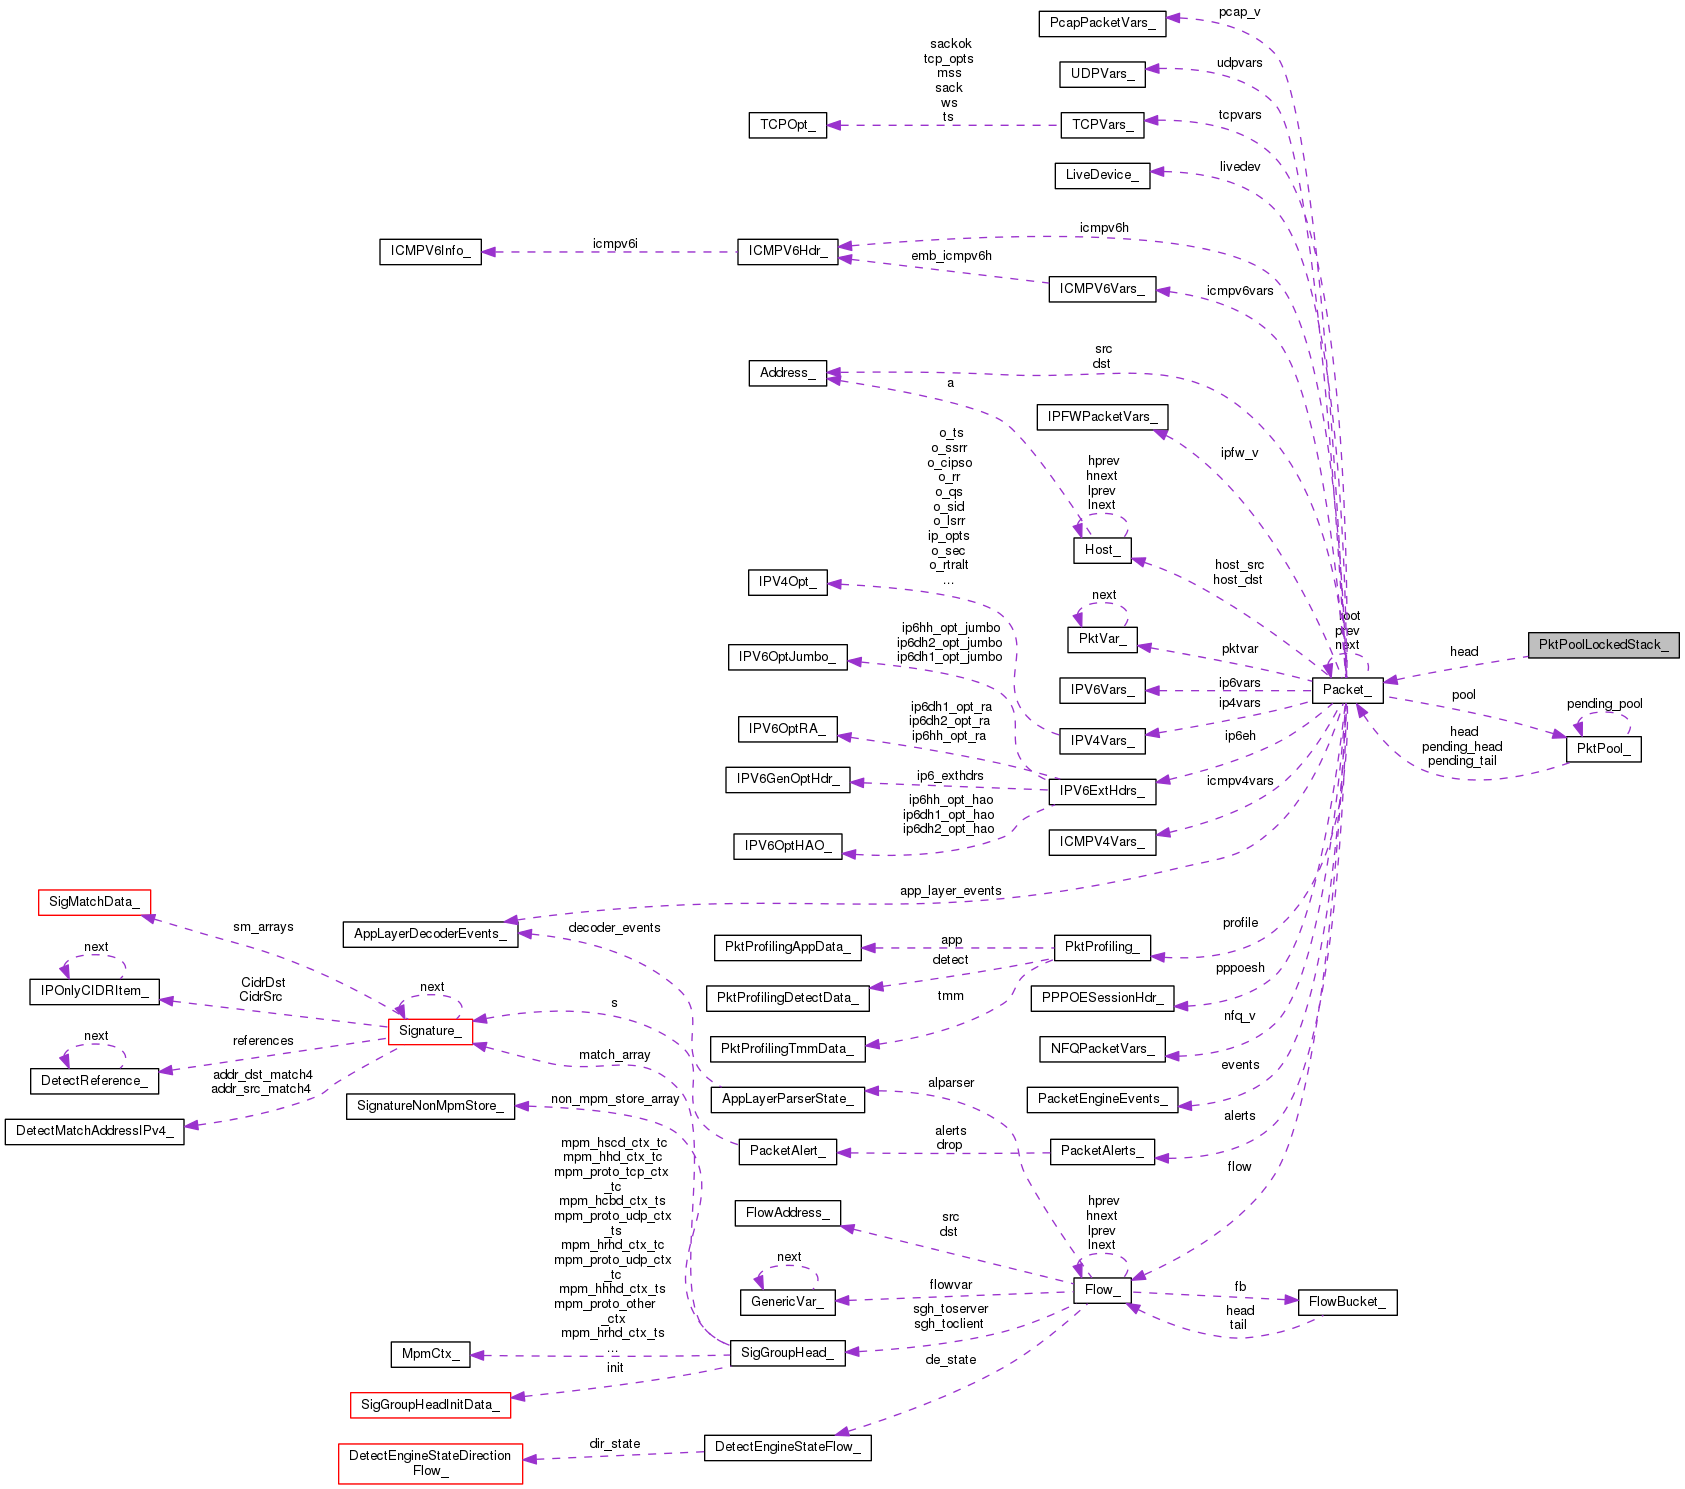 pcap_v
PcapPacketVars_
udpvars
UDPVars_
sackok
tcp_opts
mss
sack
ws
ts
tcpvars
TCPOpt_
TCPVars_
livedev
LiveDevice_
icmpv6h
icmpv6i
ICMPV6Info_
ICMPV6Hdr_
emb_icmpv6h
ICMPV6Vars_
icmpv6vars
src
dst
Address_
a
IPFWPacketVars_
ipfw_v
o_ts
o_ssrr
o_cipso
o_rr
o_qs
o_sid
o_lsrr
ip_opts
o_sec
o_rtralt
...
hprev
hnext
lprev
lnext
Host_
host_src
host_dst
IPV4Opt_
next
PktVar_
pktvar
root
prev
next
PktPoolLockedStack_
head
ip6hh_opt_jumbo
ip6dh2_opt_jumbo
ip6dh1_opt_jumbo
IPV6OptJumbo_
IPV6Vars_
ip6vars
Packet_
pool
pending_pool
ip4vars
ip6dh1_opt_ra
ip6dh2_opt_ra
ip6hh_opt_ra
IPV6OptRA_
IPV4Vars_
ip6eh
head
pending_head
pending_tail
PktPool_
IPV6GenOptHdr_
ip6_exthdrs
IPV6ExtHdrs_
icmpv4vars
ip6hh_opt_hao
ip6dh1_opt_hao
ip6dh2_opt_hao
IPV6OptHAO_
ICMPV4Vars_
app_layer_events
SigMatchData_
sm_arrays
AppLayerDecoderEvents_
decoder_events
PktProfilingAppData_
app
PktProfiling_
profile
next
IPOnlyCIDRItem_
CidrDst
CidrSrc
next
detect
pppoesh
PktProfilingDetectData_
tmm
PPPOESessionHdr_
s
nfq_v
Signature_
next
references
match_array
PktProfilingTmmData_
NFQPacketVars_
events
DetectReference_
addr_dst_match4
addr_src_match4
alparser
SignatureNonMpmStore_
non_mpm_store_array
AppLayerParserState_
PacketEngineEvents_
alerts
DetectMatchAddressIPv4_
alerts
drop
PacketAlert_
PacketAlerts_
flow
mpm_hscd_ctx_tc
mpm_hhd_ctx_tc
mpm_proto_tcp_ctx
_tc
mpm_hcbd_ctx_ts
mpm_proto_udp_ctx
_ts
mpm_hrhd_ctx_tc
mpm_proto_udp_ctx
_tc
mpm_hhhd_ctx_ts
mpm_proto_other
_ctx
mpm_hrhd_ctx_ts
...
FlowAddress_
src
dst
hprev
hnext
lprev
lnext
next
GenericVar_
flowvar
Flow_
fb
FlowBucket_
sgh_toserver
sgh_toclient
head
tail
MpmCtx_
SigGroupHead_
init
de_state
SigGroupHeadInitData_
DetectEngineStateDirection
Flow_
dir_state
DetectEngineStateFlow_